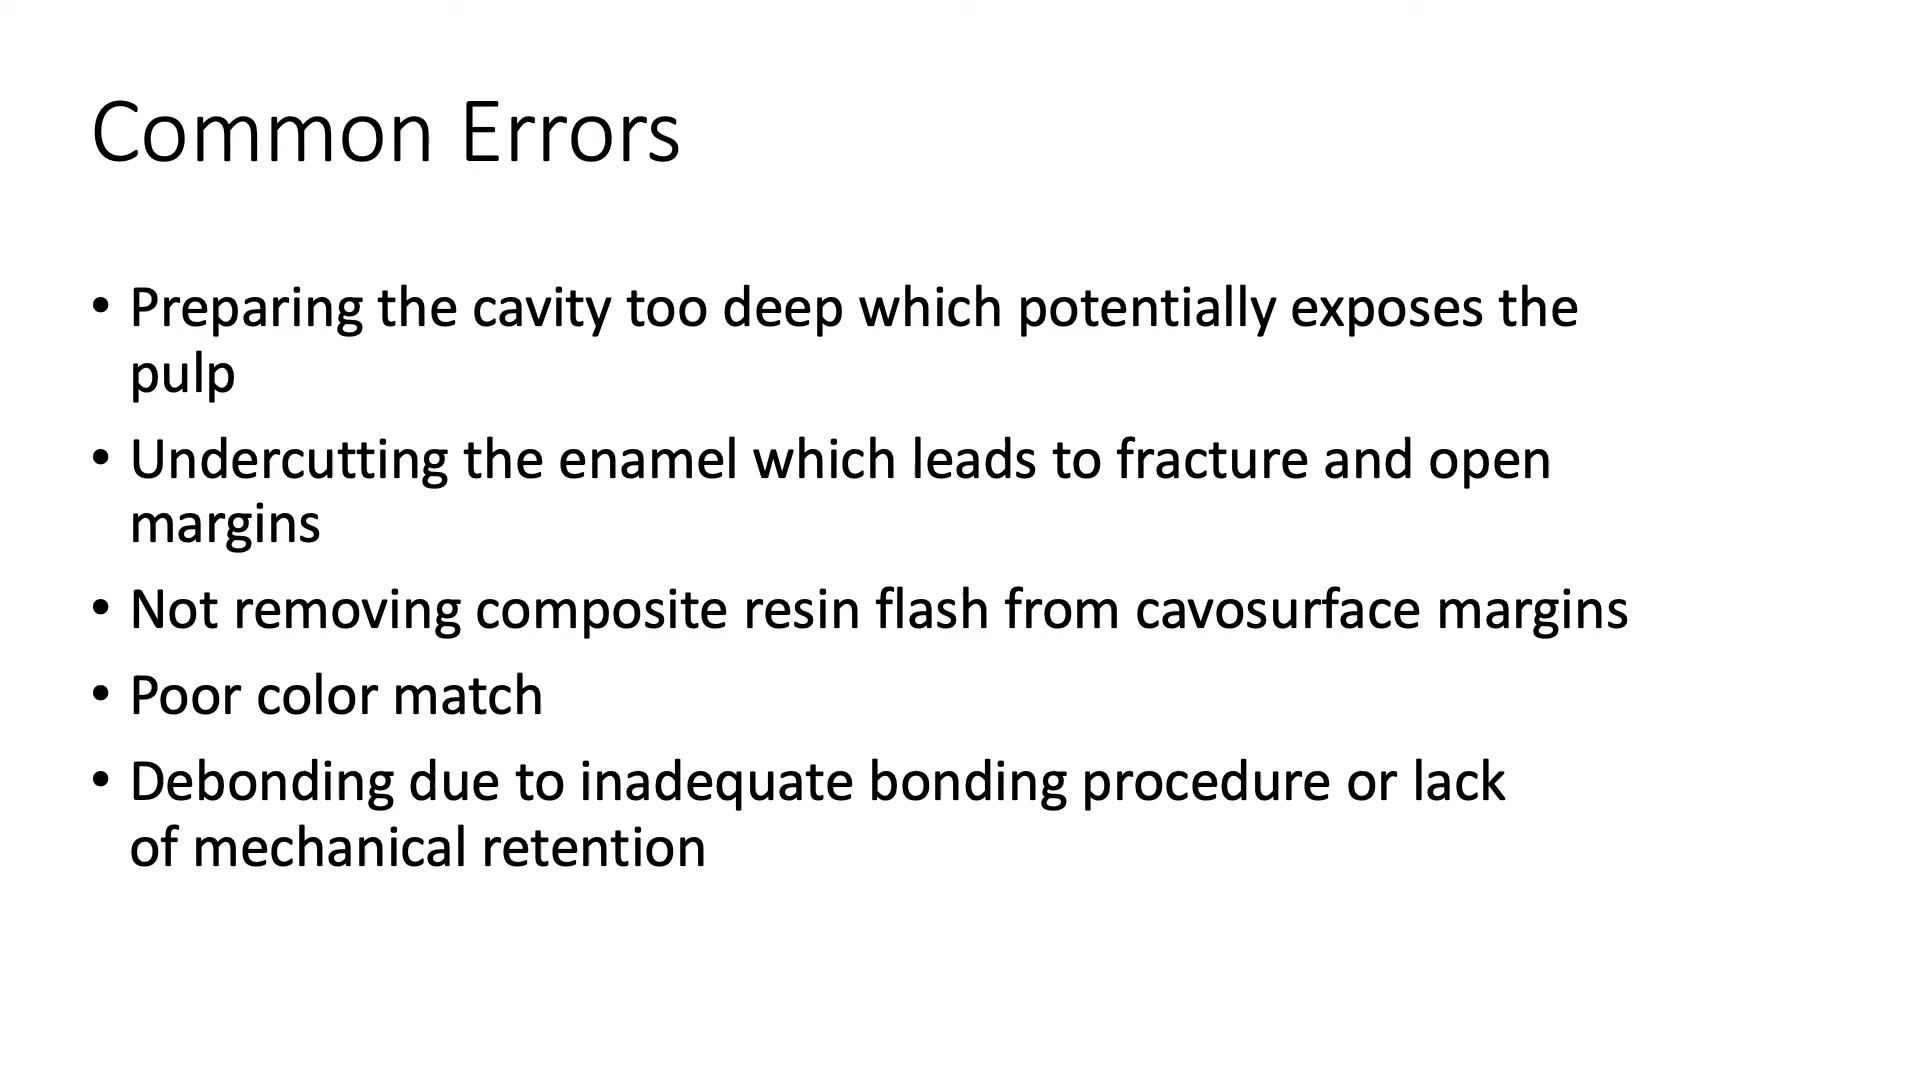 Common Errors
• Preparing the cavity too deep which potentially exposes the
pulp
• Undercutting the enamel which leads to fracture and open
margins
• Not removing composite resin flash from cavosurface margins
• Poor color match
• Debonding due to inadequate bonding procedure or lack
of mechanical retention